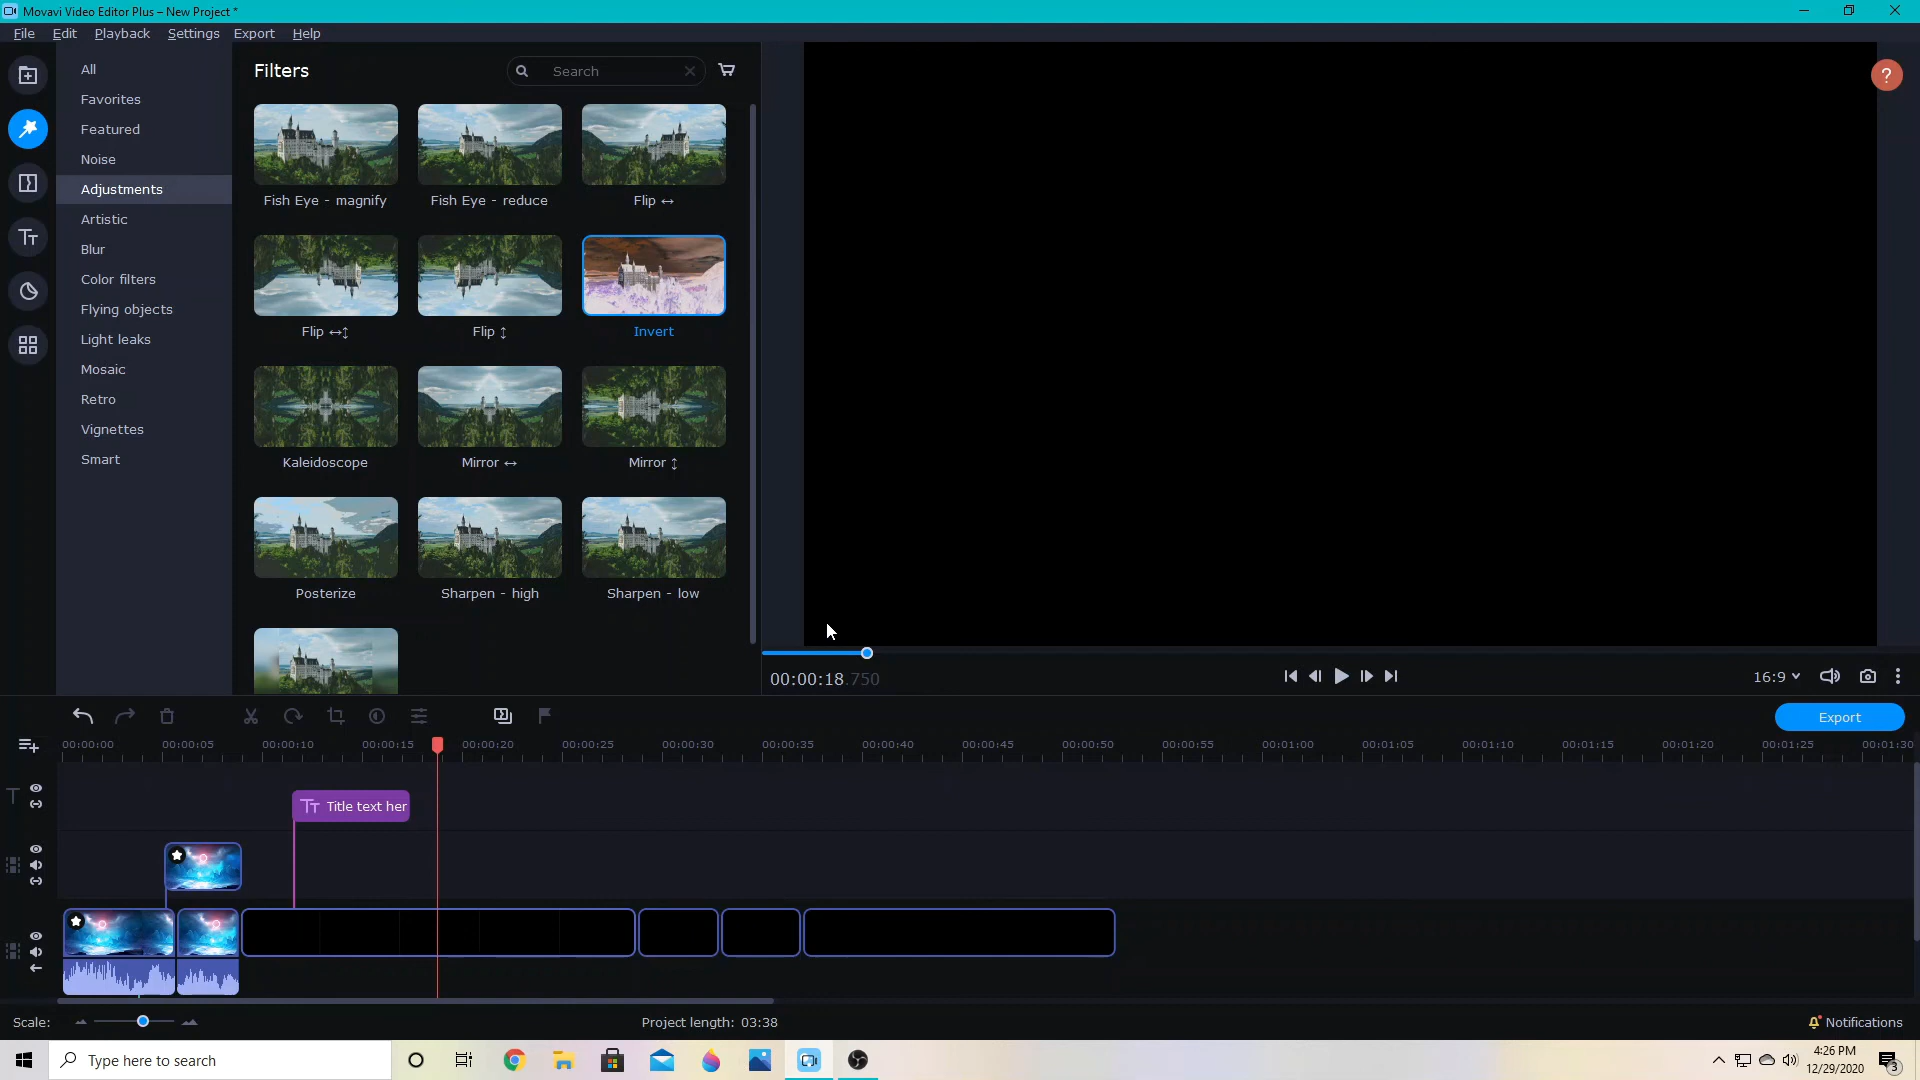 Movavi Video Editor Plus – New Project *
File Edit Playback Settings Export Help
All
Favorites
Featured
Noise
Adjustments
Artistic
Blur
Color filters
Flying objects
Light leaks
Mosaic
Retro
Vignettes
Smart
Filters
Search
Fish Eye - magnify
Fish Eye - reduce
Flip ↔
Flip ↔↕
Flip ↕
Invert
Kaleidoscope
Mirror ↔
Mirror ↕
Posterize
Sharpen - high
Sharpen - low
?
00:00:18.750
16:9
Export
00:00:00 00:00:05 00:00:10 00:00:15 00:00:20 00:00:25 00:00:30 00:00:35 00:00:40 00:00:45 00:00:50 00:00:55 00:01:00 00:01:05 00:01:10 00:01:15 00:01:20 00:01:25 00:01:30
Title text her
Scale:
Project length: 03:38
Notifications
Type here to search
4:26 PM
12/29/2020
3